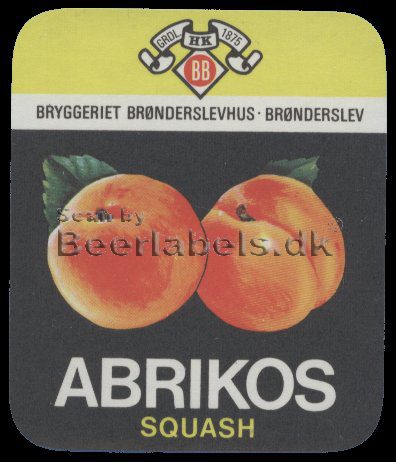 GRDL. HK 1875
BB
BRYGGERIET BRØNDERSLEVHUS · BRØNDERSLEV
Scan by
Beerlabels.dk
ABRIKOS
SQUASH